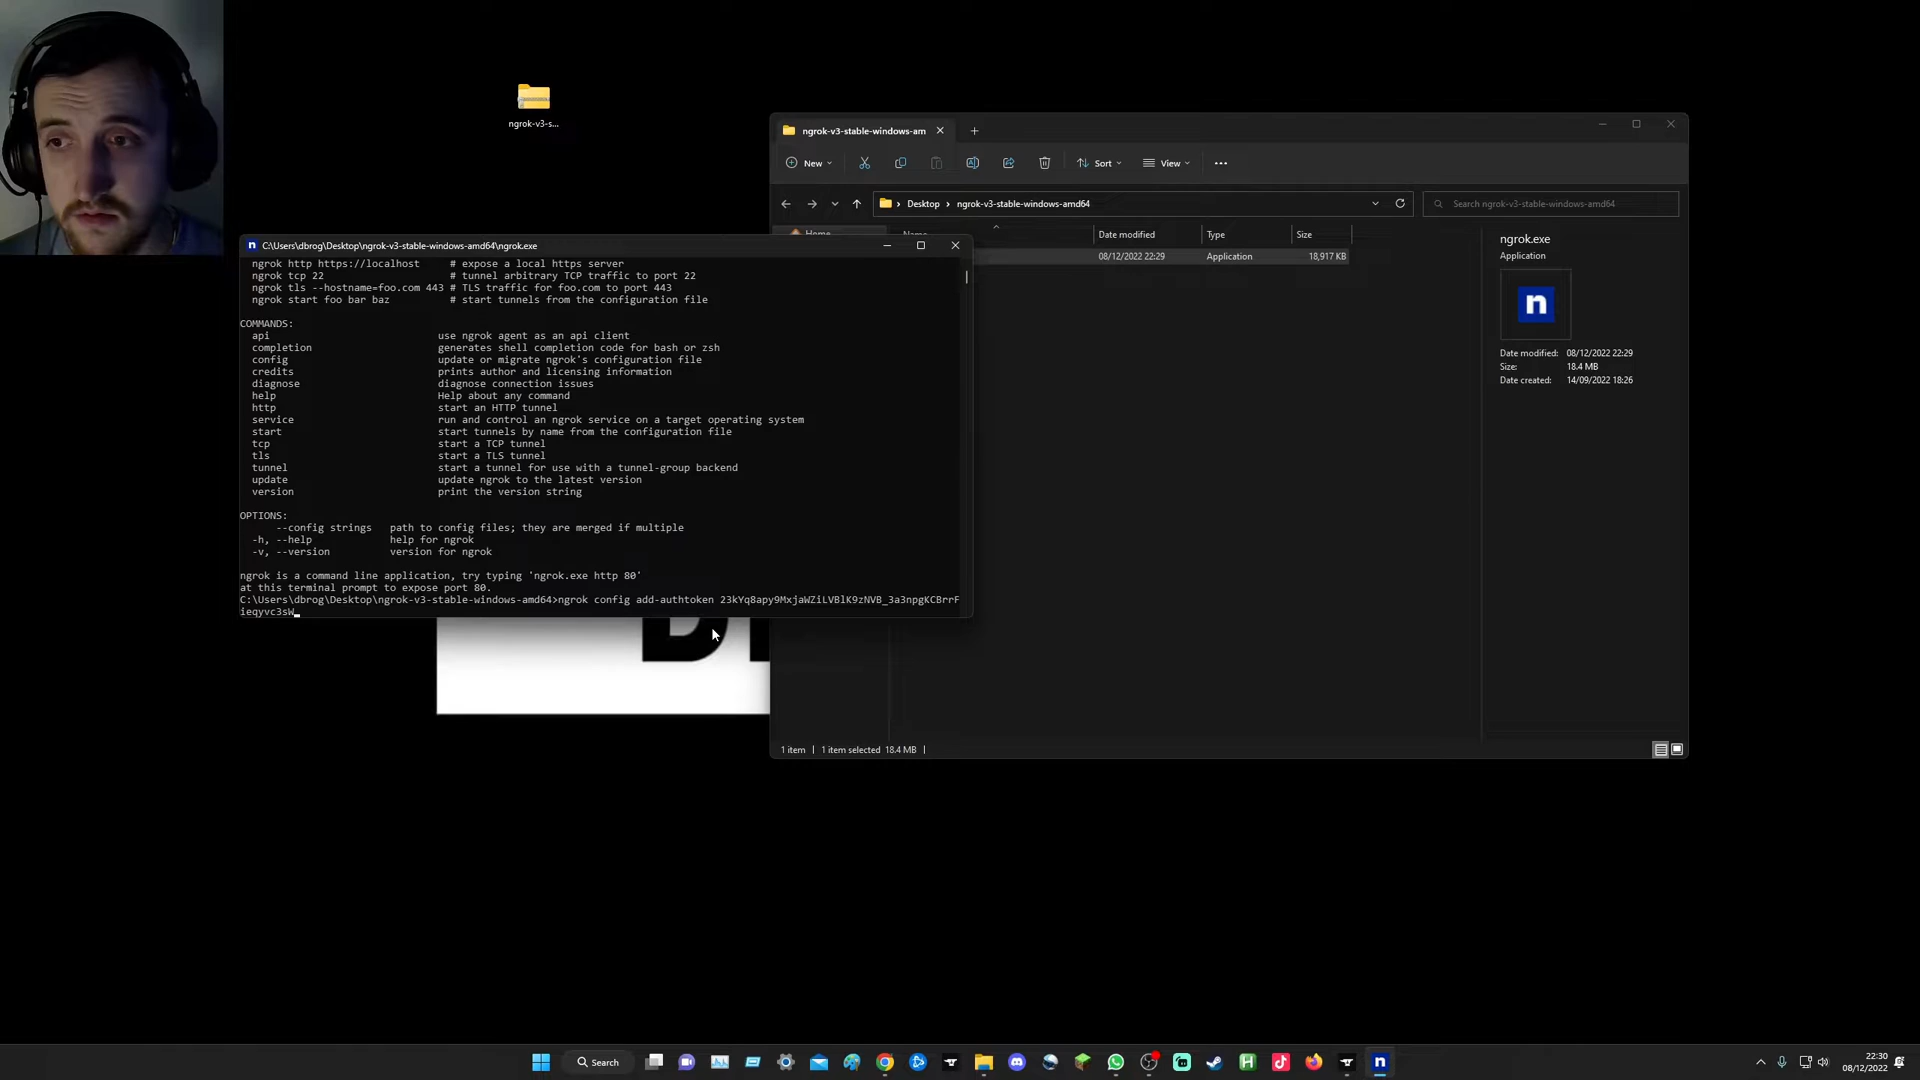 ngrok-v3-s...
ngrok-v3-stable-windows-am
New
Sort
View
Desktop
ngrok-v3-stable-windows-amd64
Search ngrok-v3-stable-windows-amd64
Home
Name
Date modified
Type
Size
08/12/2022 22:29
Application
18,917 KB
ngrok.exe
Application
Date modified: 08/12/2022 22:29
Size: 18.4 MB
Date created: 14/09/2022 18:26
1 item
1 item selected 18.4 MB
C:\Users\dbrog\Desktop\ngrok-v3-stable-windows-amd64\ngrok.exe
ngrok http https://localhost # expose a local https server
ngrok tcp 22 # tunnel arbitrary TCP traffic to port 22
ngrok tls --hostname=foo.com 443 # TLS traffic for foo.com to port 443
ngrok start foo bar baz # start tunnels from the configuration file
COMMANDS:
api use ngrok agent as an api client
completion generates shell completion code for bash or zsh
config update or migrate ngrok's configuration file
credits prints author and licensing information
diagnose diagnose connection issues
help Help about any command
http start an HTTP tunnel
service run and control an ngrok service on a target operating system
start start tunnels by name from the configuration file
tcp start a TCP tunnel
tls start a TLS tunnel
tunnel start a tunnel for use with a tunnel-group backend
update update ngrok to the latest version
version print the version string
OPTIONS:
--config strings path to config files; they are merged if multiple
-h, --help help for ngrok
-v, --version version for ngrok
ngrok is a command line application, try typing 'ngrok.exe http 80'
at this terminal prompt to expose port 80.
C:\Users\dbrog\Desktop\ngrok-v3-stable-windows-amd64>ngrok config add-authtoken 23kYq8apy9MxjaWZiLVBlK9zNVB_3a3npgKCBrrF
ieqyvc3sW
Search
22:30
08/12/2022